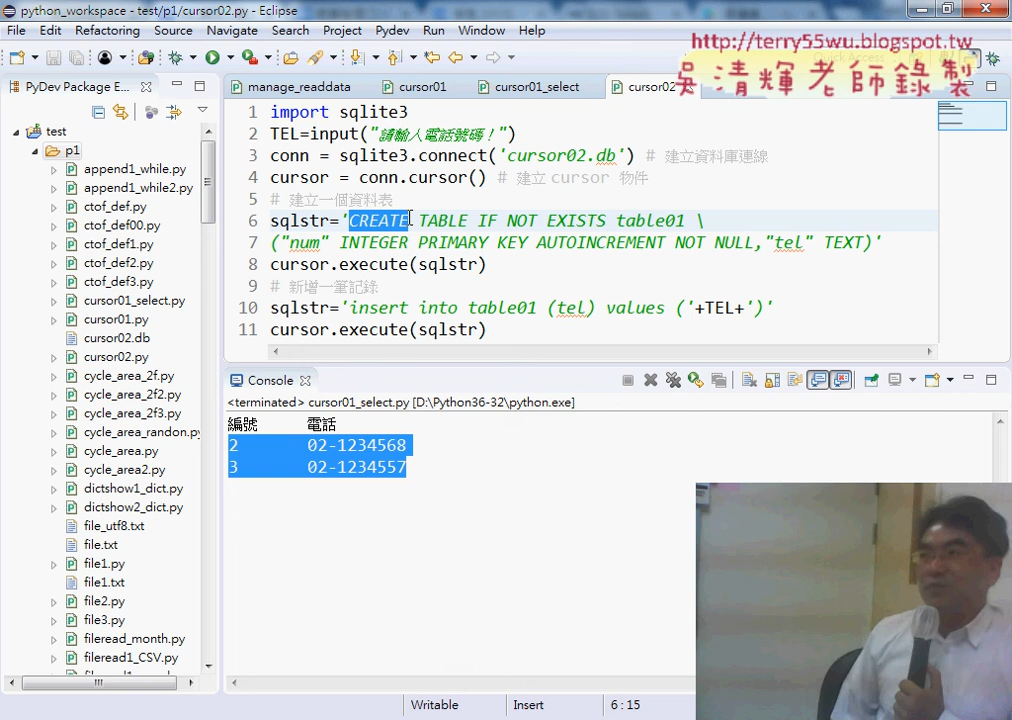 python_workspace - test/p1/cursor02.py - Eclipse
File Edit Refactoring Source Navigate Search Project Pydev Run Window Help
http://terry55wu.blogspot.tw
吳清輝老師錄製
PyDev Package E...
manage_readdata
cursor01
cursor01_select
cursor02
test
p1
append1_while.py
append1_while2.py
ctof_def.py
ctof_def00.py
ctof_def1.py
ctof_def2.py
ctof_def3.py
cursor01_select.py
cursor01.py
cursor02.db
cursor02.py
cycle_area_2f.py
cycle_area_2f2.py
cycle_area_2f3.py
cycle_area_randon.py
cycle_area.py
cycle_area2.py
dictshow1_dict.py
dictshow2_dict.py
file_utf8.txt
file.txt
file1.py
file1.txt
file2.py
file3.py
fileread_month.py
fileread1_CSV.py
1 import sqlite3
2 TEL=input("請輸入電話號碼！")
3 conn = sqlite3.connect('cursor02.db') # 建立資料庫連線
4 cursor = conn.cursor() # 建立 cursor 物件
5 # 建立一個資料表
6 sqlstr='CREATE TABLE IF NOT EXISTS table01 \
7 ("num" INTEGER PRIMARY KEY AUTOINCREMENT NOT NULL,"tel" TEXT)'
8 cursor.execute(sqlstr)
9 # 新增一筆記錄
10 sqlstr='insert into table01 (tel) values ('+TEL+')'
11 cursor.execute(sqlstr)
Console
<terminated> cursor01_select.py [D:\Python36-32\python.exe]
編號 電話
2 02-1234568
3 02-1234557
Writable Insert 6 : 15